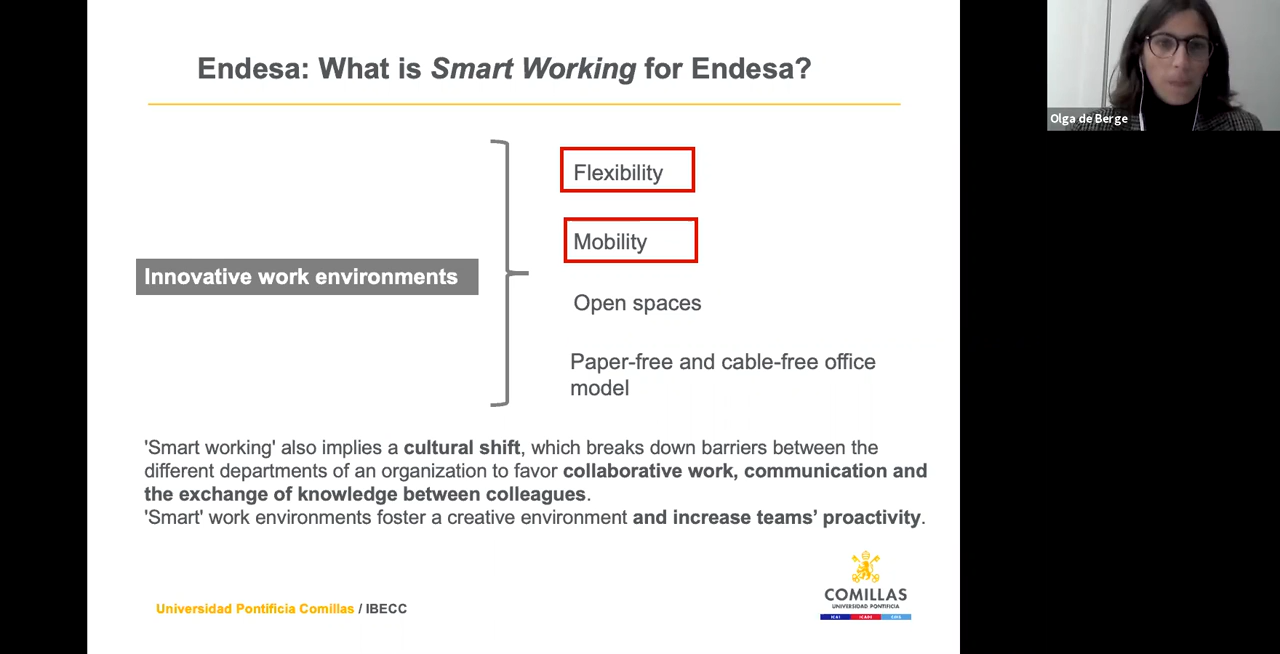 Endesa: What is Smart Working for Endesa?
Olga de Berge
Flexibility
Mobility
Innovative work environments
Open spaces
Paper-free and cable-free office
model
'Smart working' also implies a cultural shift, which breaks down barriers between the
different departments of an organization to favor collaborative work, communication and
the exchange of knowledge between colleagues.
'Smart' work environments foster a creative environment and increase teams’ proactivity.
COMILLAS
UNIVERSIDAD PONTIFICIA
ICAI ICADE CIHS
Universidad Pontificia Comillas / IBECC